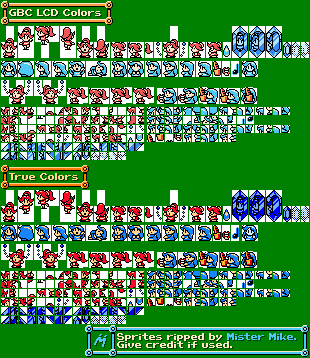 GBC LCD Colors
True Colors
Sprites ripped by Mister Mike.
Give credit if used.